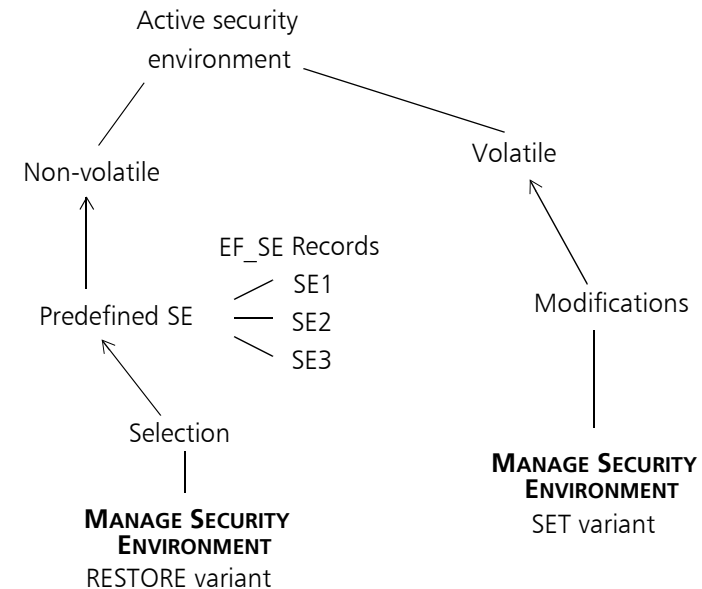 Active security
environment
Non-volatile
Volatile
EF_SE Records
SE1
Predefined SE
SE2
SE3
Modifications
Selection
MANAGE SECURITY
ENVIRONMENT
RESTORE variant
MANAGE SECURITY
ENVIRONMENT
SET variant